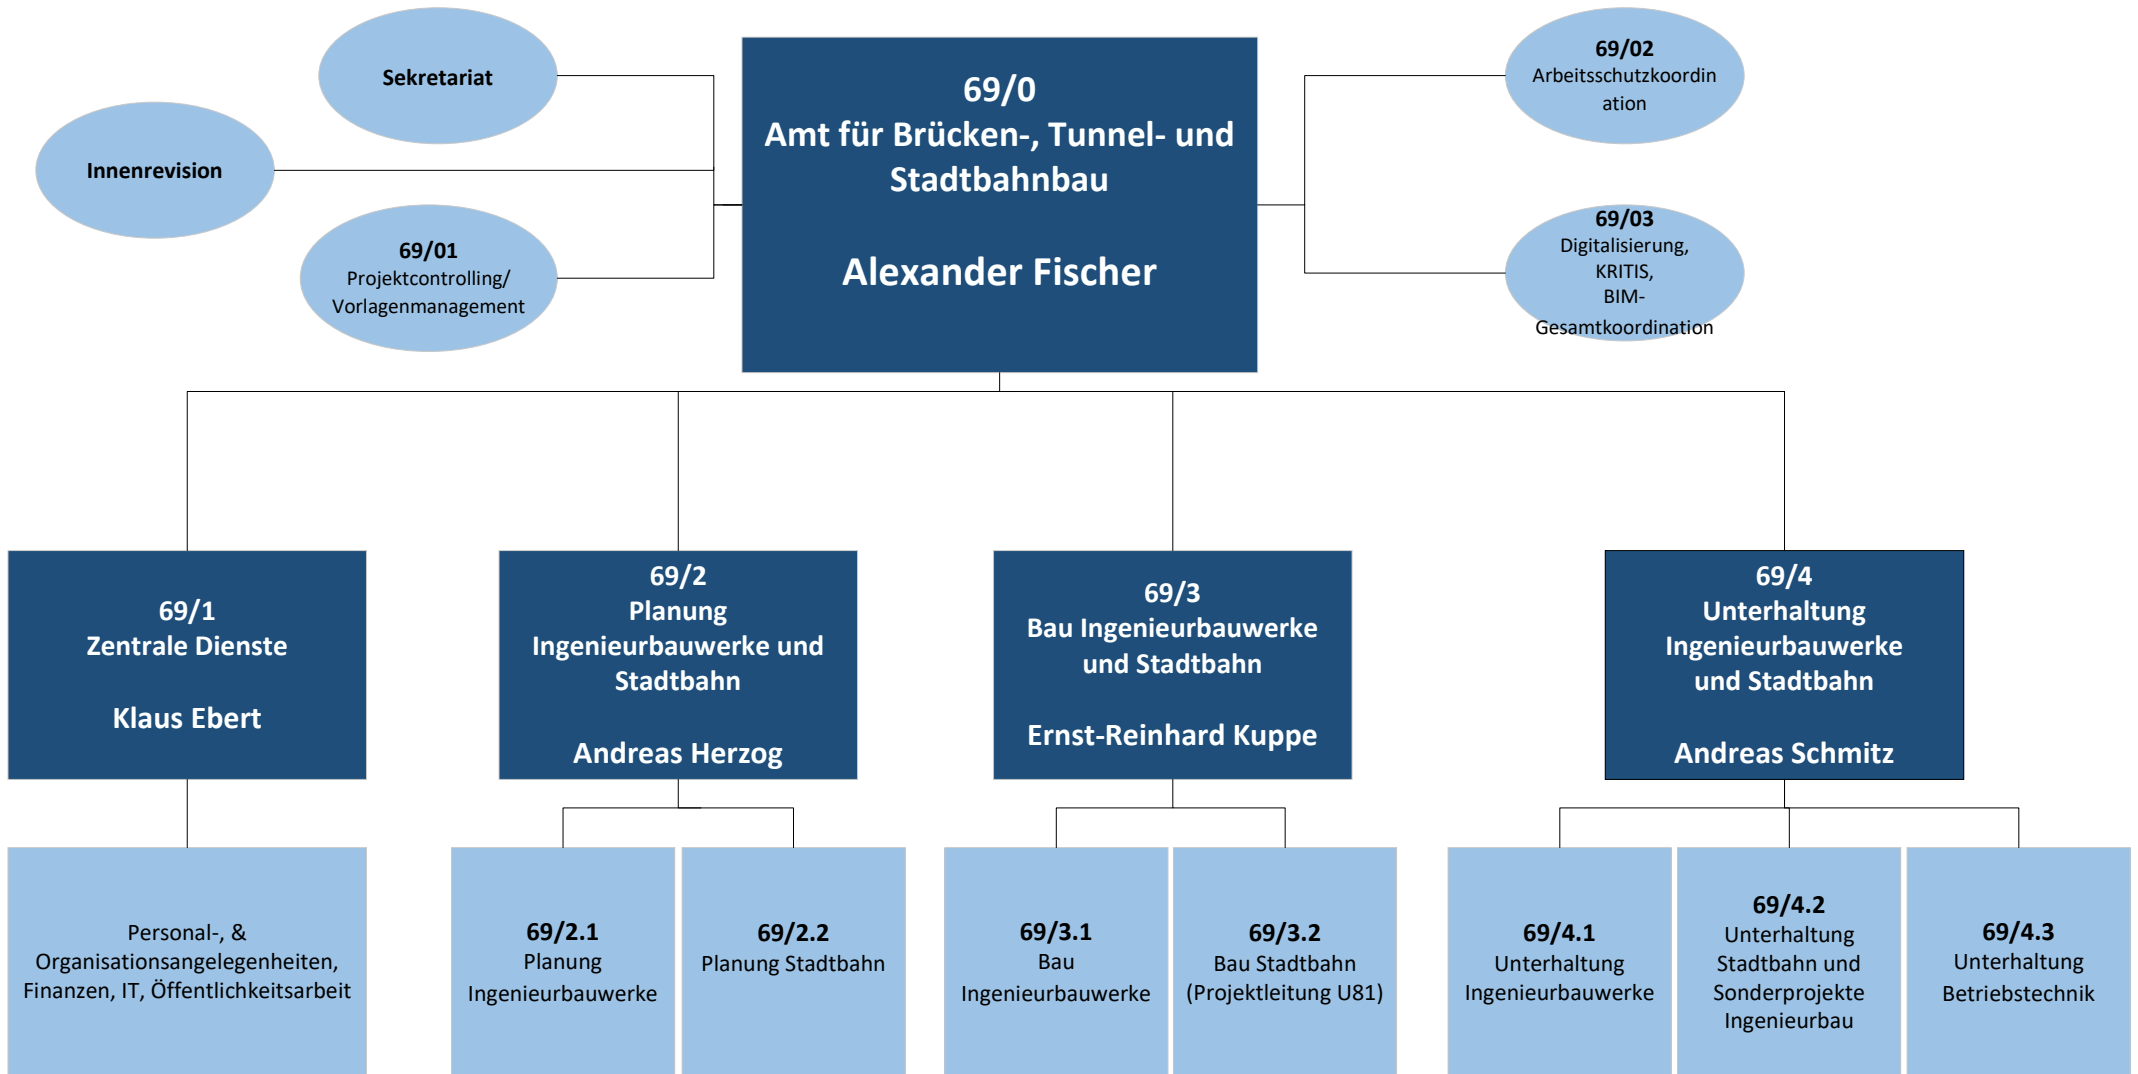 Sekretariat
Innenrevision
69/01
Projektcontrolling/
Vorlagenmanagement
69/0
Amt für Brücken-, Tunnel- und
Stadtbahnbau
Alexander Fischer
69/02
Arbeitsschutzkoordin
ation
69/03
Digitalisierung,
KRITIS,
BIM-
Gesamtkoordination
69/1
Zentrale Dienste
Klaus Ebert
69/2
Planung
Ingenieurbauwerke und
Stadtbahn
Andreas Herzog
69/3
Bau Ingenieurbauwerke
und Stadtbahn
Ernst-Reinhard Kuppe
69/4
Unterhaltung
Ingenieurbauwerke
und Stadtbahn
Andreas Schmitz
Personal-, &
Organisationsangelegenheiten,
Finanzen, IT, Öffentlichkeitsarbeit
69/2.1
Planung
Ingenieurbauwerke
69/2.2
Planung Stadtbahn
69/3.1
Bau
Ingenieurbauwerke
69/3.2
Bau Stadtbahn
(Projektleitung U81)
69/4.1
Unterhaltung
Ingenieurbauwerke
69/4.2
Unterhaltung
Stadtbahn und
Sonderprojekte
Ingenieurbau
69/4.3
Unterhaltung
Betriebstechnik